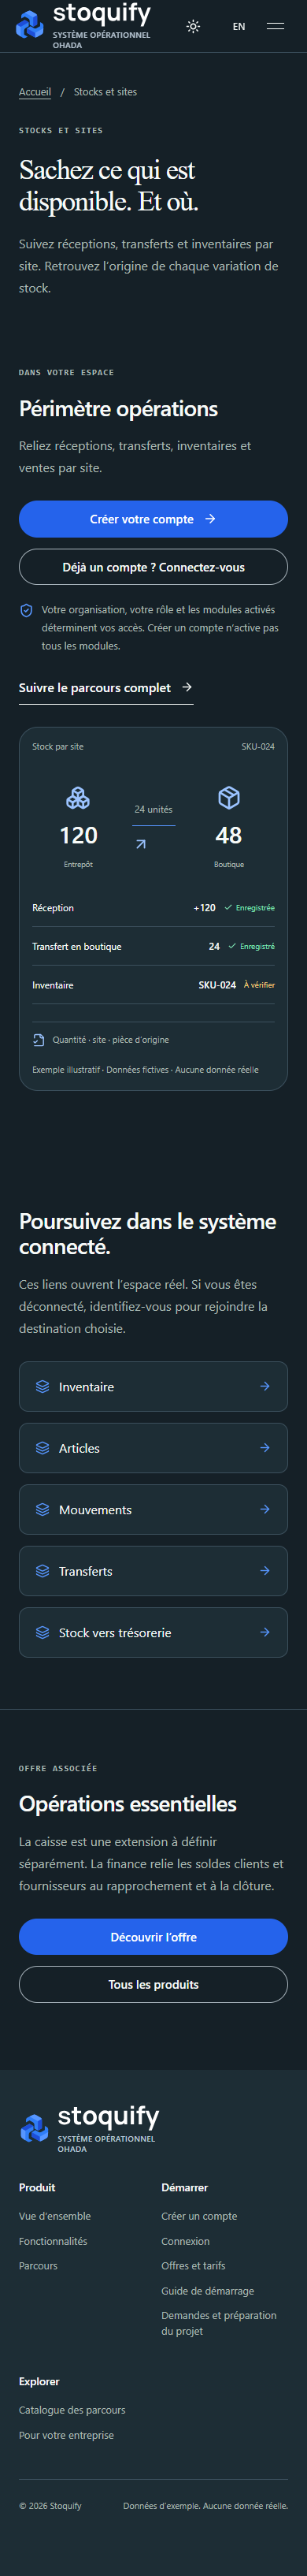 stoquify
SYSTÈME OPÉRATIONNEL
OHADA
EN
Accueil / Stocks et sites
STOCKS ET SITES
Sachez ce qui est
disponible. Et où.
Suivez réceptions, transferts et inventaires par
site. Retrouvez l'origine de chaque variation de
stock.
DANS VOTRE ESPACE
Périmètre opérations
Reliez réceptions, transferts, inventaires et
ventes par site.
Créer votre compte
Déjà un compte ? Connectez-vous
Votre organisation, votre rôle et les modules activés
déterminent vos accès. Créer un compte n'active pas
tous les modules.
Suivre le parcours complet
Stock par site SKU-024
24 unités
120 48
Entrepôt Boutique
Réception +120 Enregistrée
Transfert en boutique 24 Enregistré
Inventaire SKU-024 À vérifier
Quantité · site · pièce d'origine
Exemple illustratif · Données fictives · Aucune donnée réelle
Poursuivez dans le système
connecté.
Ces liens ouvrent l'espace réel. Si vous êtes
déconnecté, identifiez-vous pour rejoindre la
destination choisie.
Inventaire
Articles
Mouvements
Transferts
Stock vers trésorerie
OFFRE ASSOCIÉE
Opérations essentielles
La caisse est une extension à définir
séparément. La finance relie les soldes clients et
fournisseurs au rapprochement et à la clôture.
Découvrir l'offre
Tous les produits
stoquify
SYSTÈME OPÉRATIONNEL
OHADA
Produit
Vue d'ensemble
Fonctionnalités
Parcours
Démarrer
Créer un compte
Connexion
Offres et tarifs
Guide de démarrage
Demandes et préparation
du projet
Explorer
Catalogue des parcours
Pour votre entreprise
© 2026 Stoquify Données d'exemple. Aucune donnée réelle.